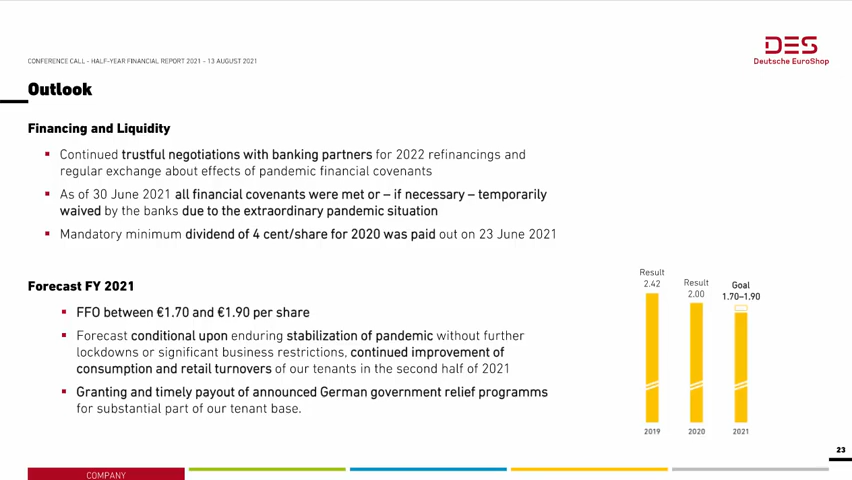 DES
Deutsche EuroShop
CONFERENCE CALL - HALF-YEAR FINANCIAL REPORT 2021 - 13 AUGUST 2021
Outlook
Financing and Liquidity
▪ Continued trustful negotiations with banking partners for 2022 refinancings and
regular exchange about effects of pandemic financial covenants
▪ As of 30 June 2021 all financial covenants were met or – if necessary – temporarily
waived by the banks due to the extraordinary pandemic situation
▪ Mandatory minimum dividend of 4 cent/share for 2020 was paid out on 23 June 2021
Forecast FY 2021
▪ FFO between €1.70 and €1.90 per share
▪ Forecast conditional upon enduring stabilization of pandemic without further
lockdowns or significant business restrictions, continued improvement of
consumption and retail turnovers of our tenants in the second half of 2021
▪ Granting and timely payout of announced German government relief programms
for substantial part of our tenant base.
Result
2.42
Result
2.00
Goal
1.70–1.90
2019
2020
2021
23
COMPANY